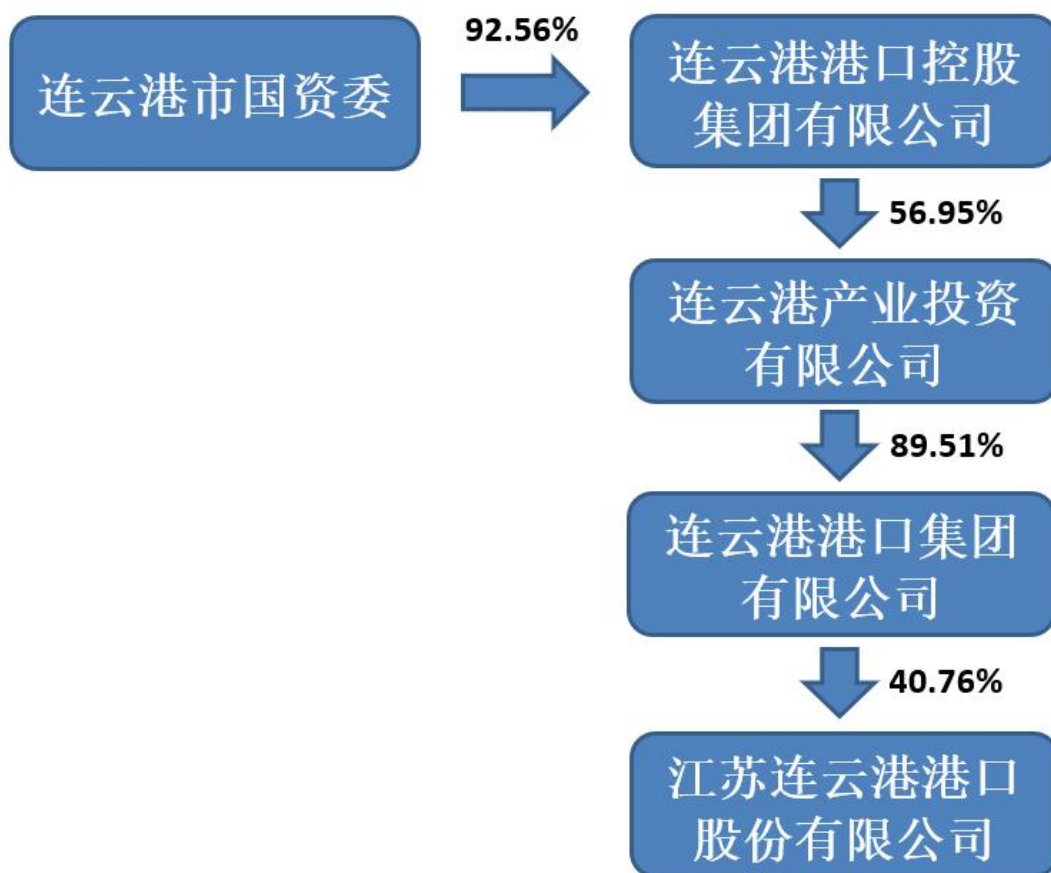 连云港市国资委
92.56%
连云港港口控股
集团有限公司
56.95%
连云港产业投资
有限公司
89.51%
连云港港口集团
有限公司
40.76%
江苏连云港港口
股份有限公司